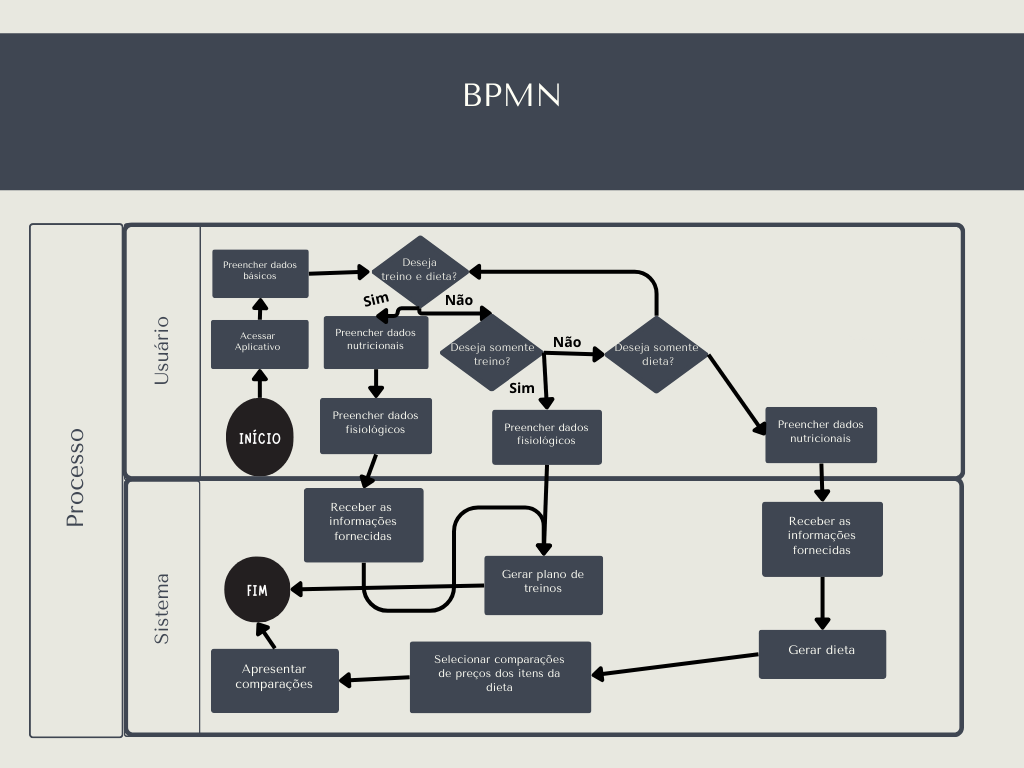 BPMN
Processo
Usuário
Preencher dados
básicos
Deseja
treino e dieta?
Sim
Não
Acessar
Aplicativo
Preencher dados
nutricionais
Deseja somente
treino?
Não
Deseja somente
dieta?
Sim
INÍCIO
Preencher dados
fisiológicos
Preencher dados
fisiológicos
Preencher dados
nutricionais
Sistema
Receber as
informações
fornecidas
Receber as
informações
fornecidas
FIM
Gerar plano de
treinos
Gerar dieta
Apresentar
comparações
Selecionar comparações
de preços dos itens da
dieta